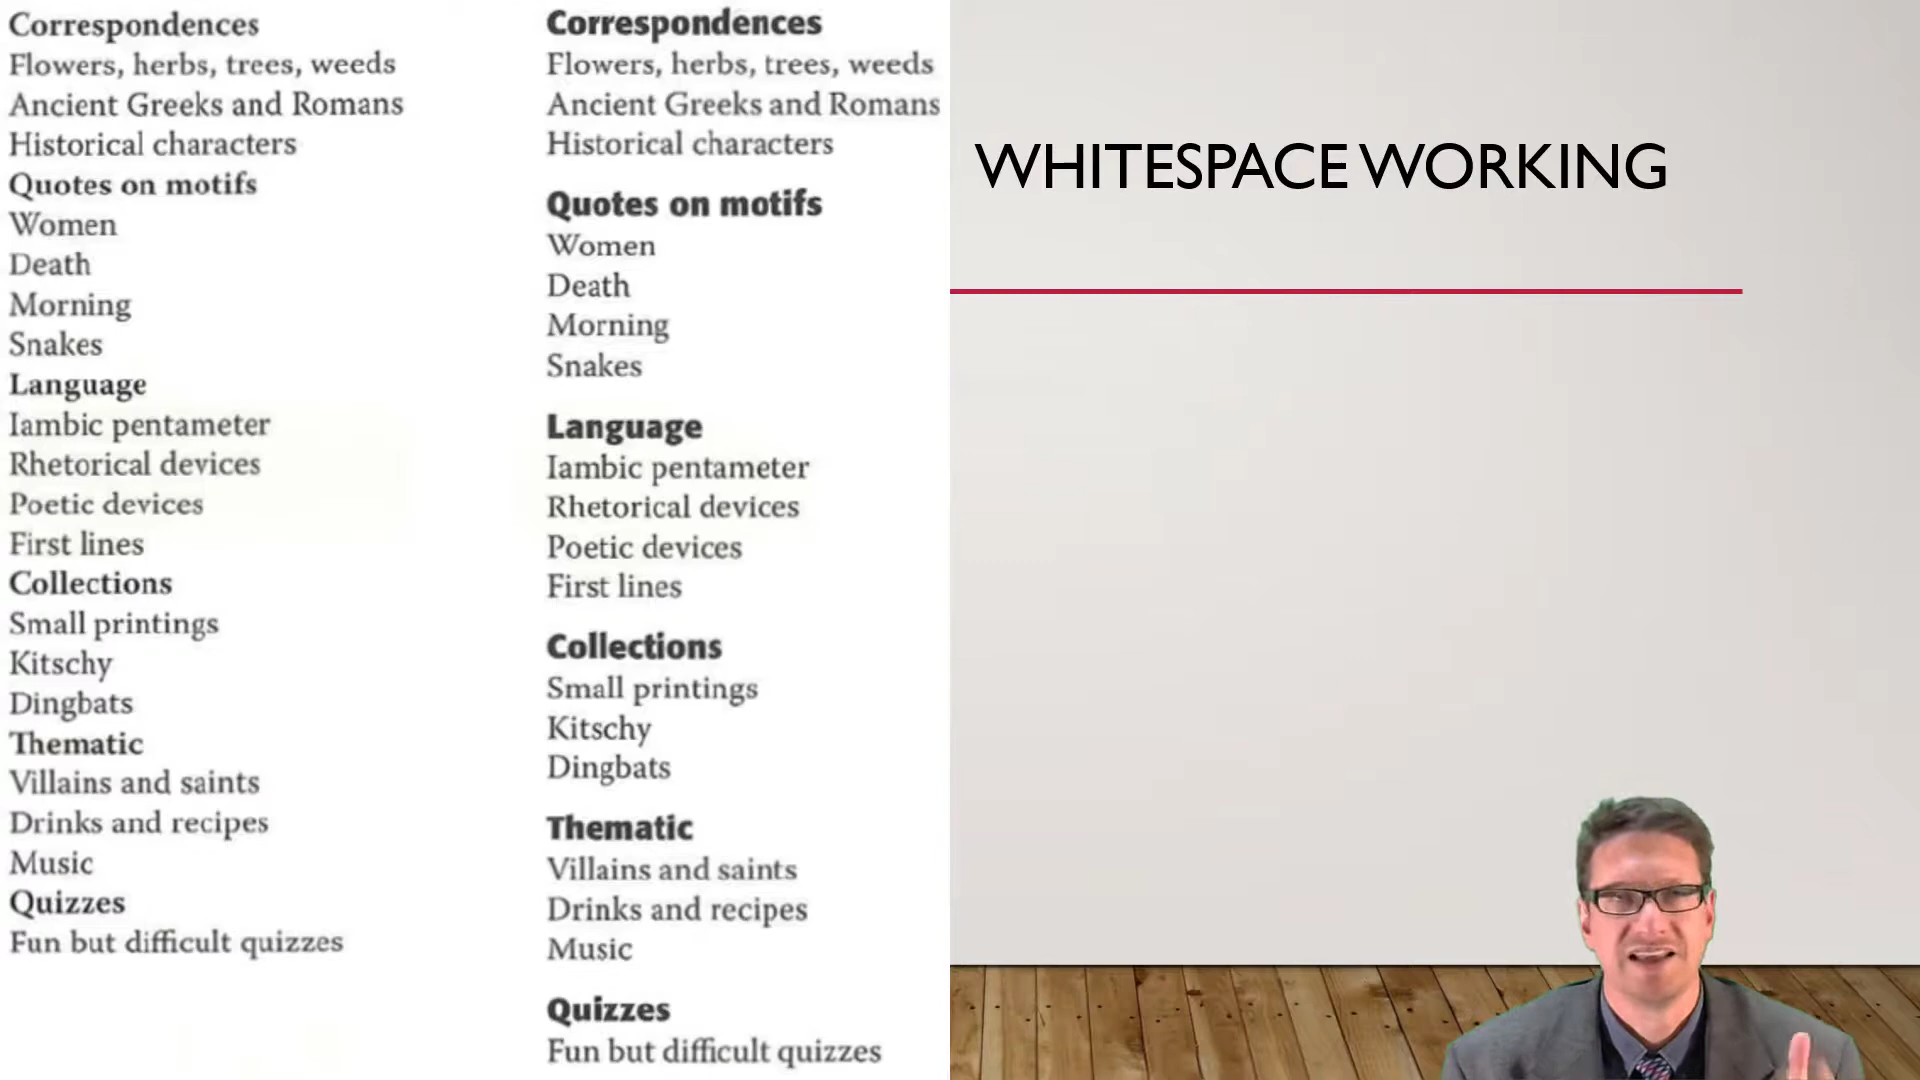 Correspondences
Flowers, herbs, trees, weeds
Ancient Greeks and Romans
Historical characters
Quotes on motifs
Women
Death
Morning
Snakes
Language
Iambic pentameter
Rhetorical devices
Poetic devices
First lines
Collections
Small printings
Kitschy
Dingbats
Thematic
Villains and saints
Drinks and recipes
Music
Quizzes
Fun but difficult quizzes
Correspondences
Flowers, herbs, trees, weeds
Ancient Greeks and Romans
Historical characters
Quotes on motifs
Women
Death
Morning
Snakes
Language
Iambic pentameter
Rhetorical devices
Poetic devices
First lines
Collections
Small printings
Kitschy
Dingbats
Thematic
Villains and saints
Drinks and recipes
Music
Quizzes
Fun but difficult quizzes
WHITESPACE WORKING